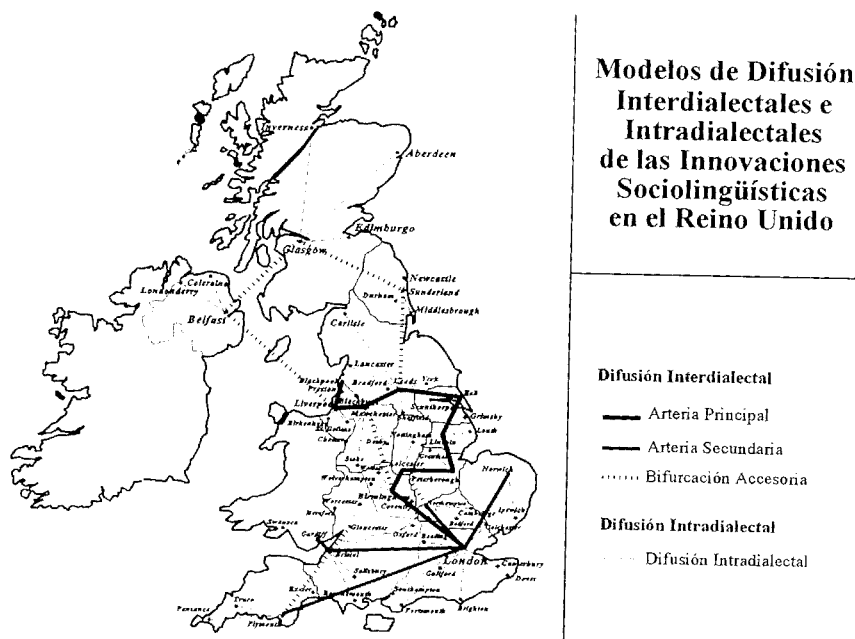 Modelos de Difusión
Interdialectales e
Intradialectales
de las Innovaciones
Sociolingüísticas
en el Reino Unido
Difusión Interdialectal
Arteria Principal
Arteria Secundaria
Bifurcación Accesoria
Difusión Intradialectal
Difusión Intradialectal
Inverness
Aberdeen
Edimburgo
Glasgow
Newcastle
Sunderland
Durham
Middlesbrough
Carlisle
Coleraine
Londonderry
Belfast
Lancaster
Blackpool
Preston
Bradford
Leeds
York
Hull
Blackburn
Liverpool
Scunthorpe
Grimsby
Manchester
Sheffield
Louth
Birkenhead
Chester
Derby
Nottingham
Lincoln
Grantham
Stoke
Leicester
Norwich
Wolverhampton
Peterborough
Birmingham
Worcester
Coventry
Northampton
Cambridge
Ipswich
Hereford
Bedford
Colchester
Swansea
Gloucester
Cardiff
Oxford
Reading
Bristol
London
Canterbury
Salisbury
Guilford
Dover
Exeter
Truro
Bournemouth
Southampton
Penzance
Portsmouth
Brighton
Plymouth